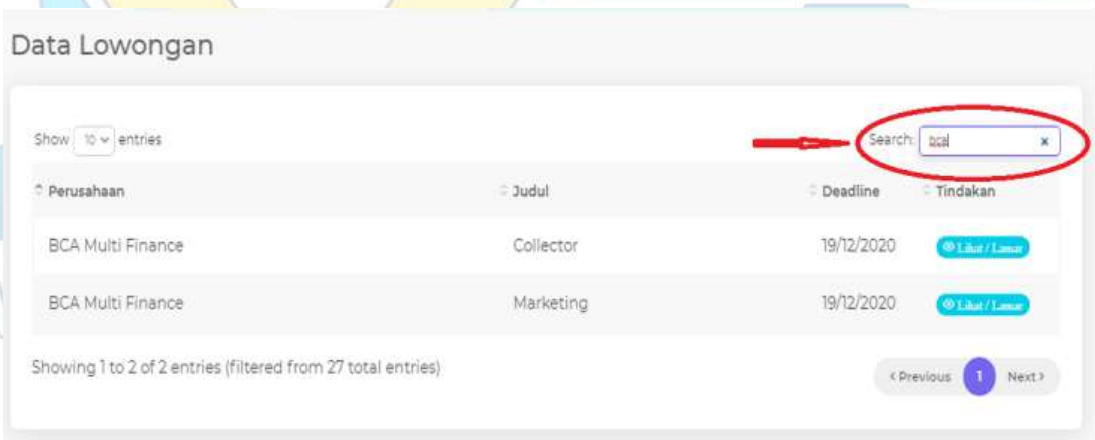 Data Lowongan
Show 10 entries Search: bca x
Perusahaan Judul Deadline Tindakan
BCA Multi Finance Collector 19/12/2020 Lihat / Lamar
BCA Multi Finance Marketing 19/12/2020 Lihat / Lamar
Showing 1 to 2 of 2 entries (filtered from 27 total entries) < Previous 1 Next >